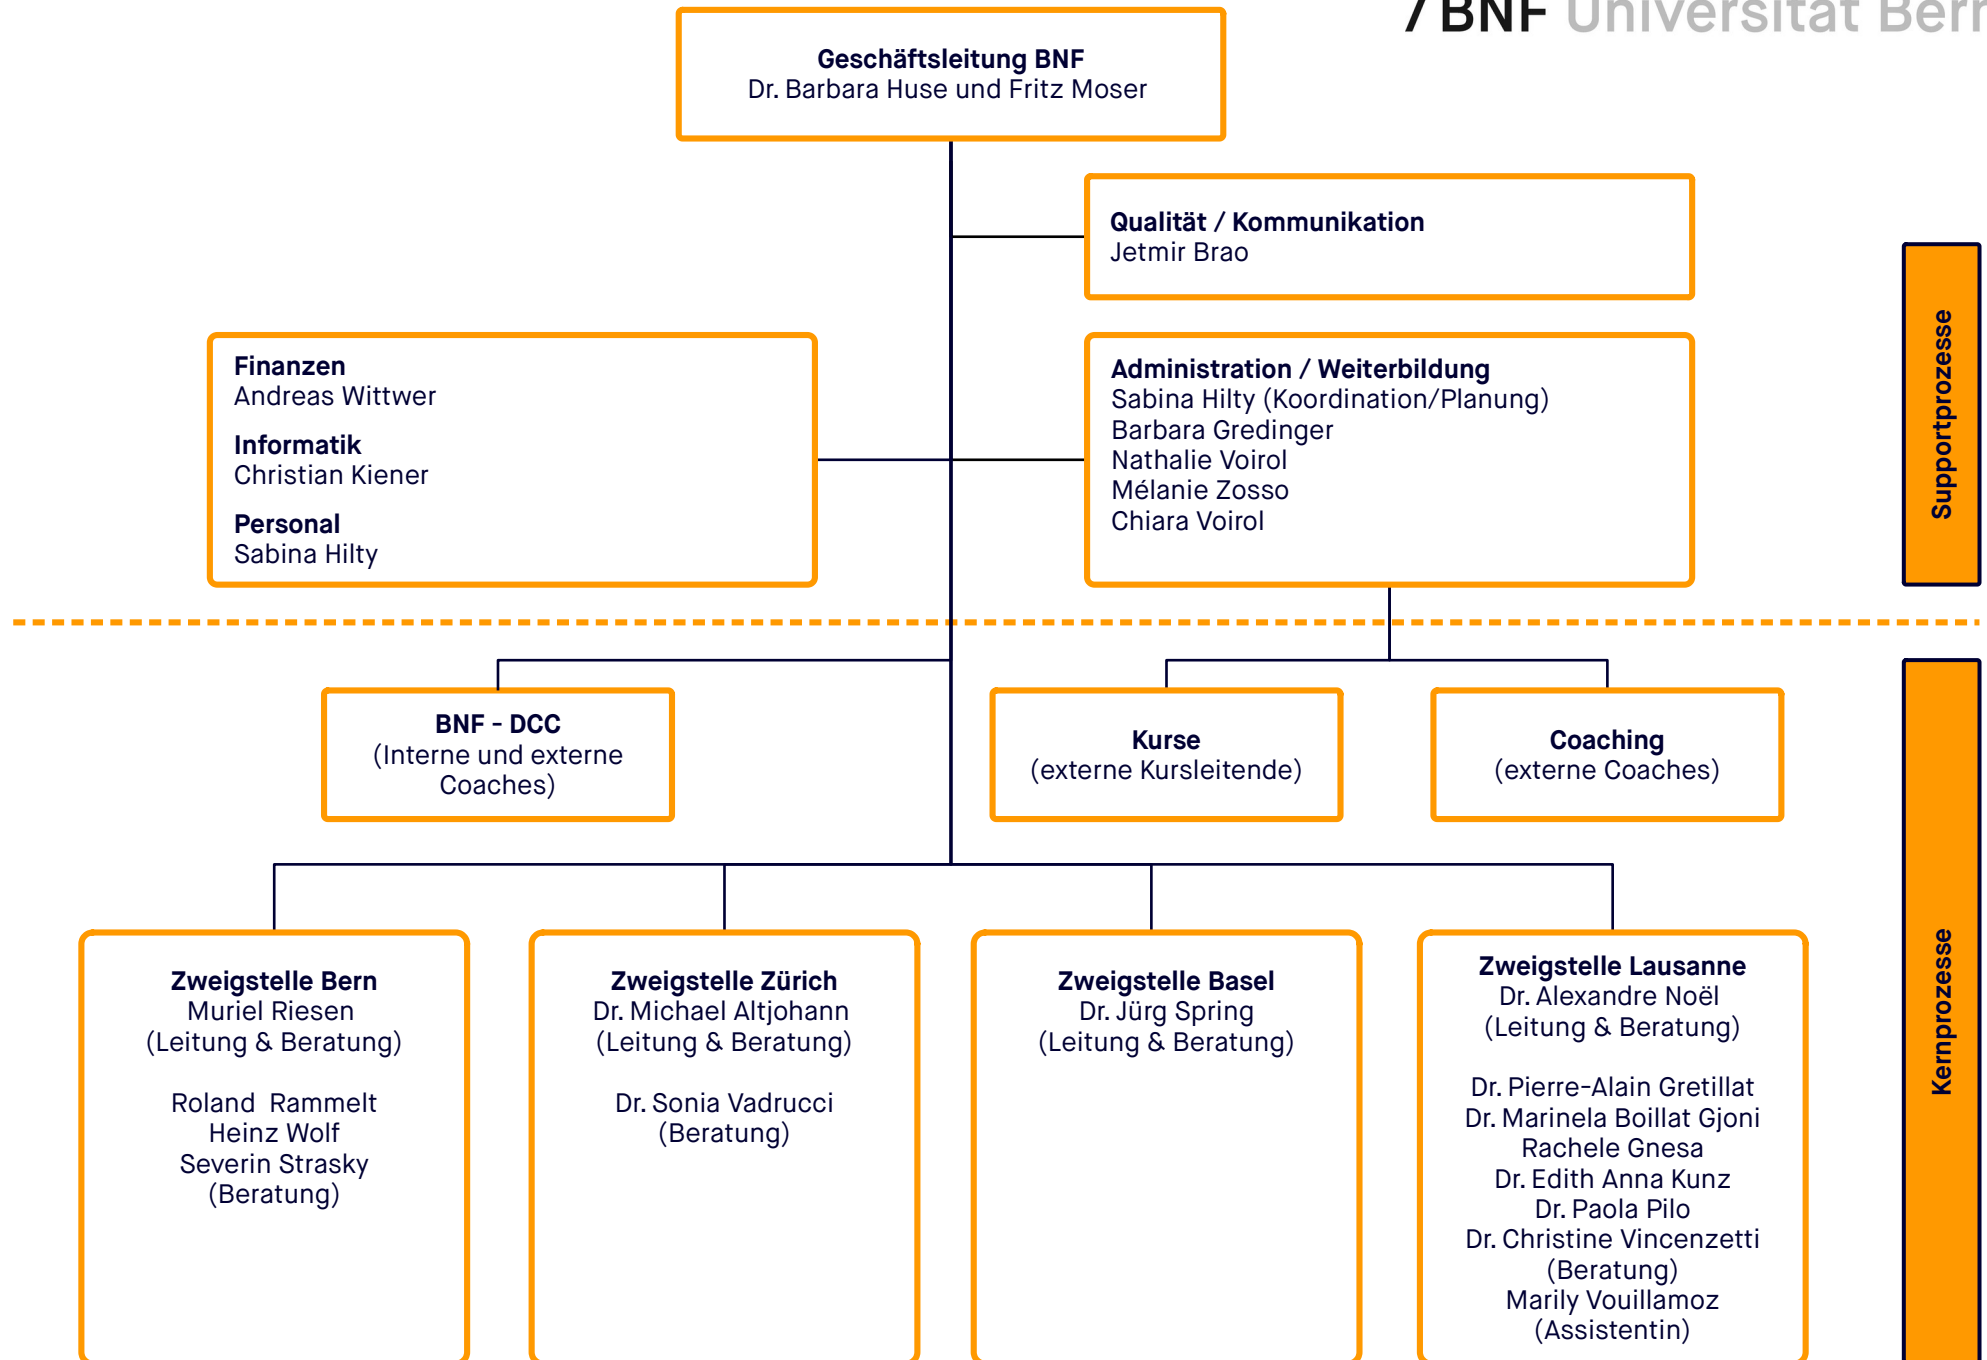 / BNF Universität Bern
Geschäftsleitung BNF
Dr. Barbara Huse und Fritz Moser
Qualität / Kommunikation
Jetmir Brao
Finanzen
Andreas Wittwer
Informatik
Christian Kiener
Personal
Sabina Hilty
Administration / Weiterbildung
Sabina Hilty (Koordination/Planung)
Barbara Gredinger
Nathalie Voirol
Mélanie Zosso
Chiara Voirol
Supportprozesse
BNF - DCC
(Interne und externe
Coaches)
Kurse
(externe Kursleitende)
Coaching
(externe Coaches)
Zweigstelle Bern
Muriel Riesen
(Leitung & Beratung)
Roland Rammelt
Heinz Wolf
Severin Strasky
(Beratung)
Zweigstelle Zürich
Dr. Michael Altjohann
(Leitung & Beratung)
Dr. Sonia Vadrucci
(Beratung)
Zweigstelle Basel
Dr. Jürg Spring
(Leitung & Beratung)
Zweigstelle Lausanne
Dr. Alexandre Noël
(Leitung & Beratung)
Dr. Pierre-Alain Gretillat
Dr. Marinela Boillat Gjoni
Rachele Gnesa
Dr. Edith Anna Kunz
Dr. Paola Pilo
Dr. Christine Vincenzetti
(Beratung)
Marily Vouillamoz
(Assistentin)
Kernprozesse